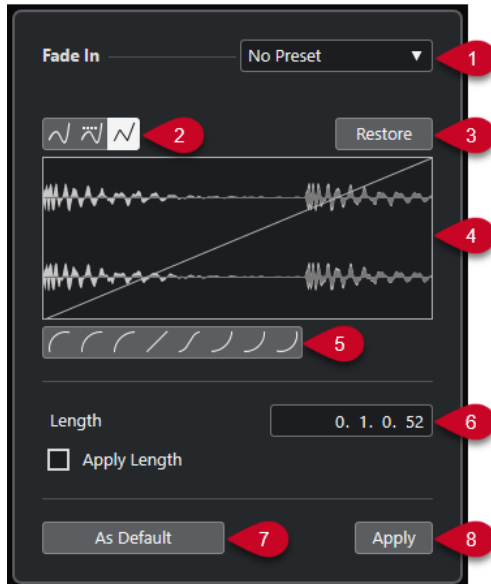 Fade In No Preset 1
2 Restore 3
4
5
Length 0. 1. 0. 52 6
Apply Length
As Default 7 Apply 8